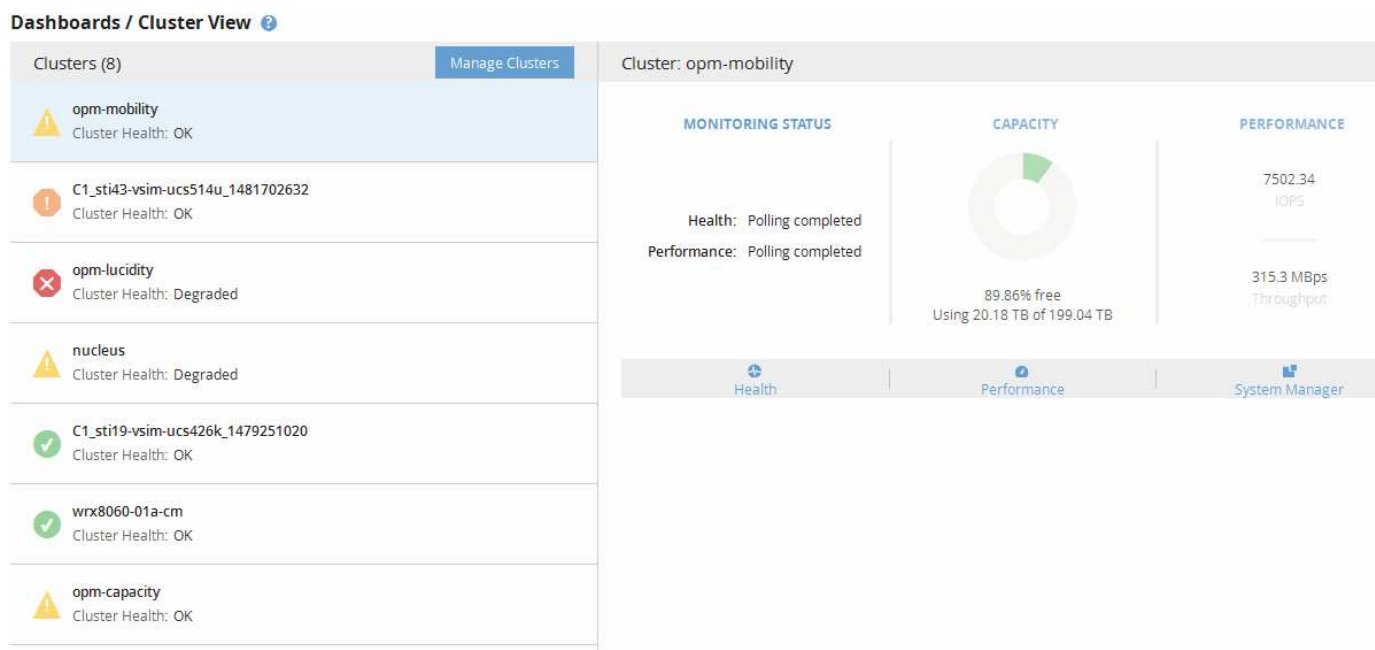 Dashboards / Cluster View ?
Clusters (8)
Manage Clusters
opm-mobility
Cluster Health: OK
C1_sti43-vsim-ucs514u_1481702632
Cluster Health: OK
opm-lucidity
Cluster Health: Degraded
nucleus
Cluster Health: Degraded
C1_sti19-vsim-ucs426k_1479251020
Cluster Health: OK
wrx8060-01a-cm
Cluster Health: OK
opm-capacity
Cluster Health: OK
Cluster: opm-mobility
MONITORING STATUS
Health: Polling completed
Performance: Polling completed
CAPACITY
89.86% free
Using 20.18 TB of 199.04 TB
PERFORMANCE
7502.34
IOPS
315.3 MBps
Throughput
Health
Performance
System Manager